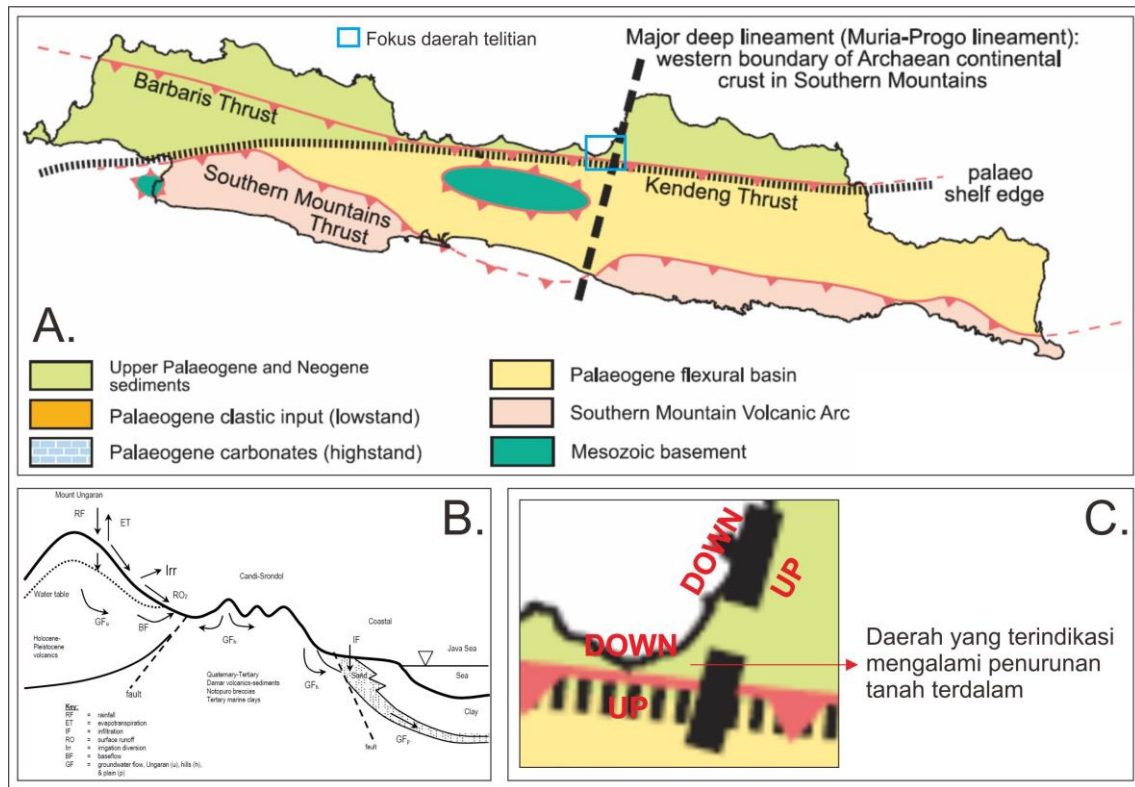 Fokus daerah telitian
Major deep lineament (Muria-Progo lineament):
western boundary of Archaean continental
crust in Southern Mountains
Barbaris Thrust
Southern Mountains
Thrust
Kendeng Thrust
palaeo
shelf edge
A.
Upper Palaeogene and Neogene
sediments
Palaeogene clastic input (lowstand)
Palaeogene carbonates (highstand)
Palaeogene flexural basin
Southern Mountain Volcanic Arc
Mesozoic basement
B.
Mount Ungaran
RF
ET
Irr
RO₂
Water table
GFᵤ
BF
Candi-Srondol
GFₕ
Coastal
IF
Java Sea
Sea
Sand
Clay
Holocene-
Pleistocene
volcanics
fault
Quaternary-Tertiary
Damar volcanics-sediments
Notopuro breccies
Tertiary marine clays
GFₕ
fault
GFₚ
Key:
RF = rainfall
ET = evapotranspiration
IF = infiltration
RO = surface runoff
Irr = irrigation diversion
BF = baseflow
GF = groundwater flow, Ungaran (u), hills (h),
& plain (p)
C.
DOWN
UP
DOWN
UP
Daerah yang terindikasi
mengalami penurunan
tanah terdalam